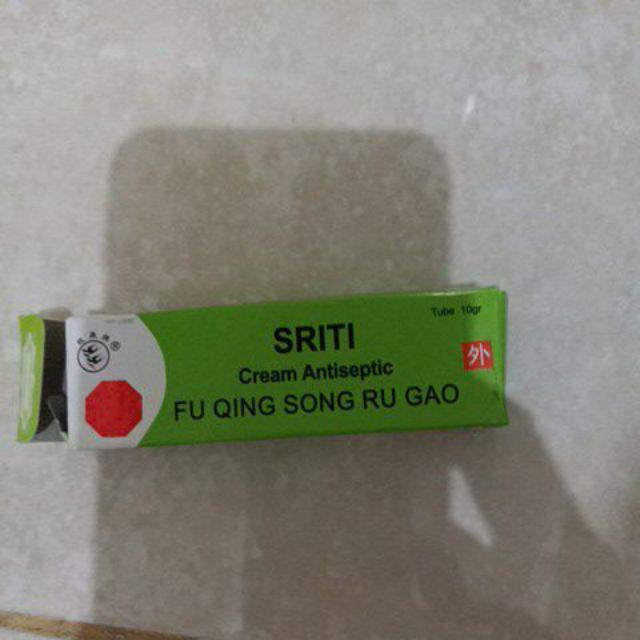 SRITI
Tube 10gr
Cream Antiseptic
外
FU QING SONG RU GAO
®